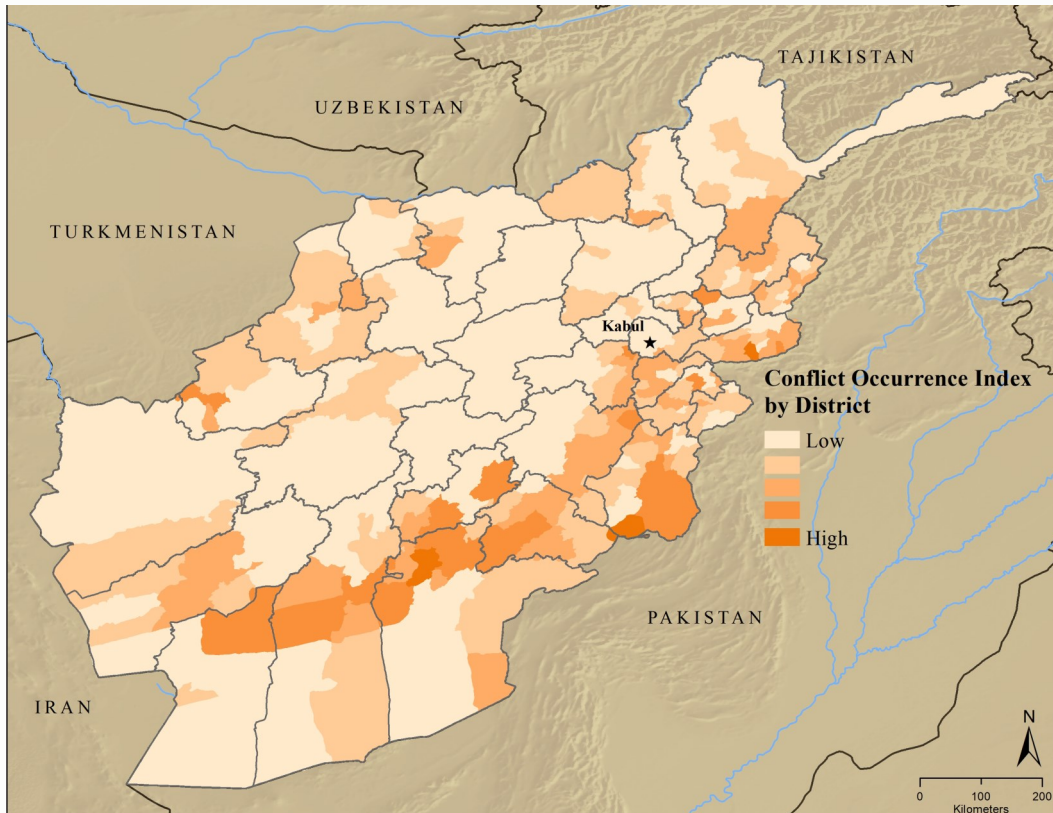 TAJIKISTAN
UZBEKISTAN
TURKMENISTAN
Kabul
Conflict Occurrence Index
by District
Low
High
PAKISTAN
IRAN
N
0 100 200
Kilometers